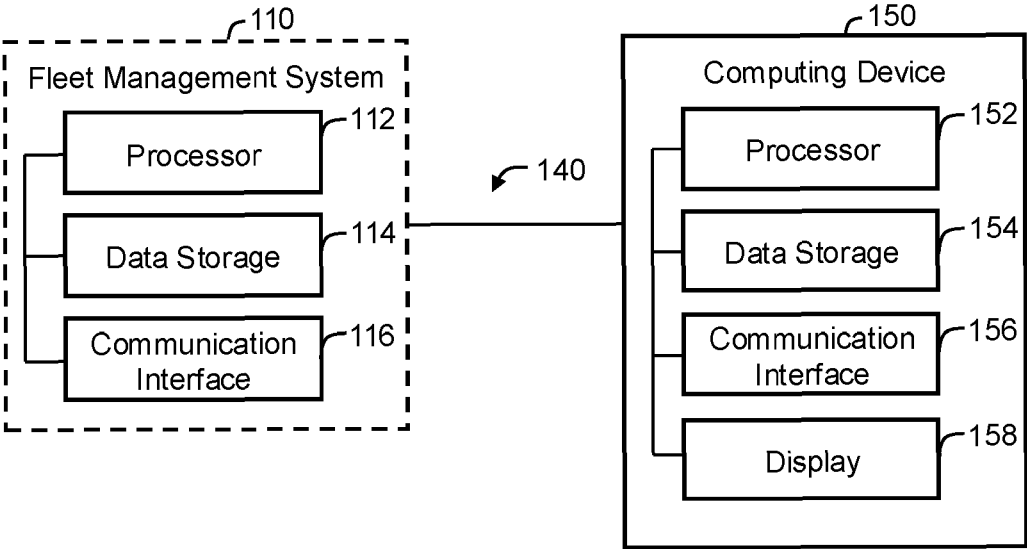 110
Fleet Management System
Processor
112
Data Storage
114
Communication
Interface
116
140
150
Computing Device
Processor
152
Data Storage
154
Communication
Interface
156
Display
158